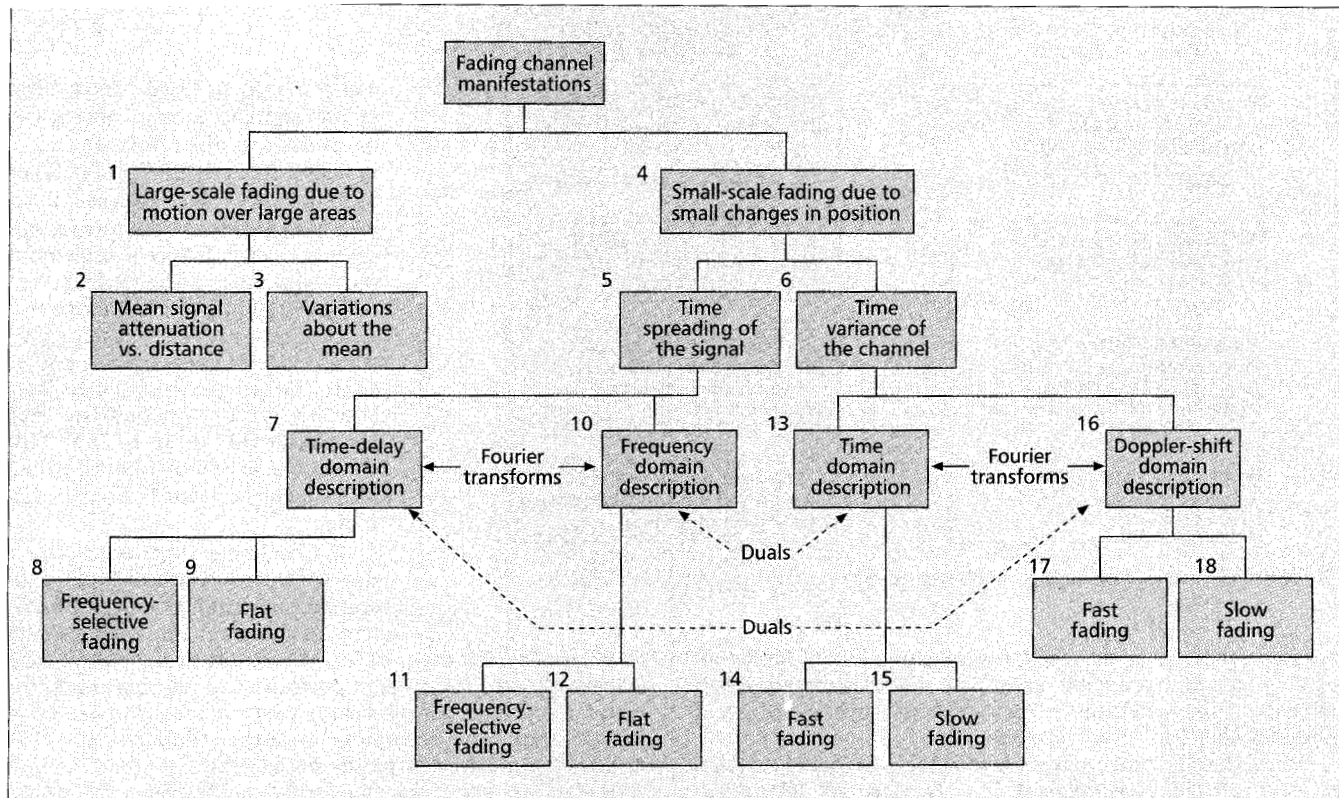 Fading channel
manifestations
1
Large-scale fading due to
motion over large areas
4
Small-scale fading due to
small changes in position
2
Mean signal
attenuation
vs. distance
3
Variations
about the
mean
5
Time
spreading of
the signal
6
Time
variance of
the channel
7
Time-delay
domain
description
Fourier
transforms
10
Frequency
domain
description
13
Time
domain
description
Fourier
transforms
16
Doppler-shift
domain
description
Duals
Duals
8
Frequency-
selective
fading
9
Flat
fading
17
Fast
fading
18
Slow
fading
11
Frequency-
selective
fading
12
Flat
fading
14
Fast
fading
15
Slow
fading